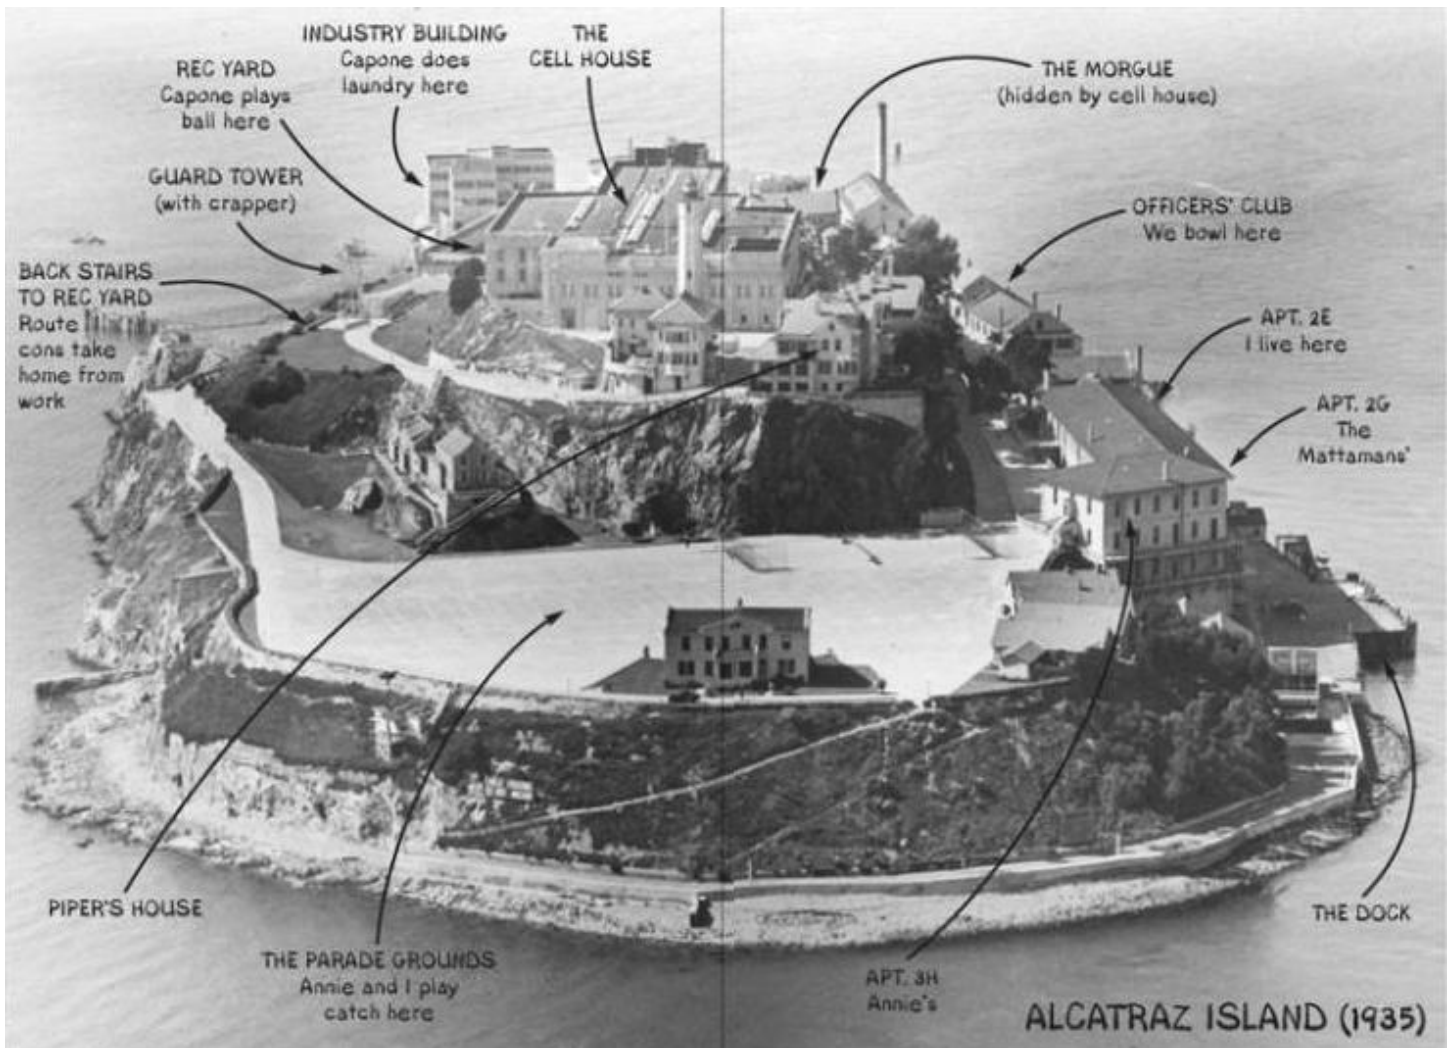 INDUSTRY BUILDING
Capone does
laundry here
THE
CELL HOUSE
REC YARD
Capone plays
ball here
THE MORGUE
(hidden by cell house)
GUARD TOWER
(with crapper)
OFFICERS' CLUB
We bowl here
BACK STAIRS
TO REC YARD
Route
cons take
home from
work
APT. 2E
I live here
APT. 2G
The
Mattamans'
PIPER'S HOUSE
THE DOCK
THE PARADE GROUNDS
Annie and I play
catch here
APT. 3H
Annie's
ALCATRAZ ISLAND (1935)